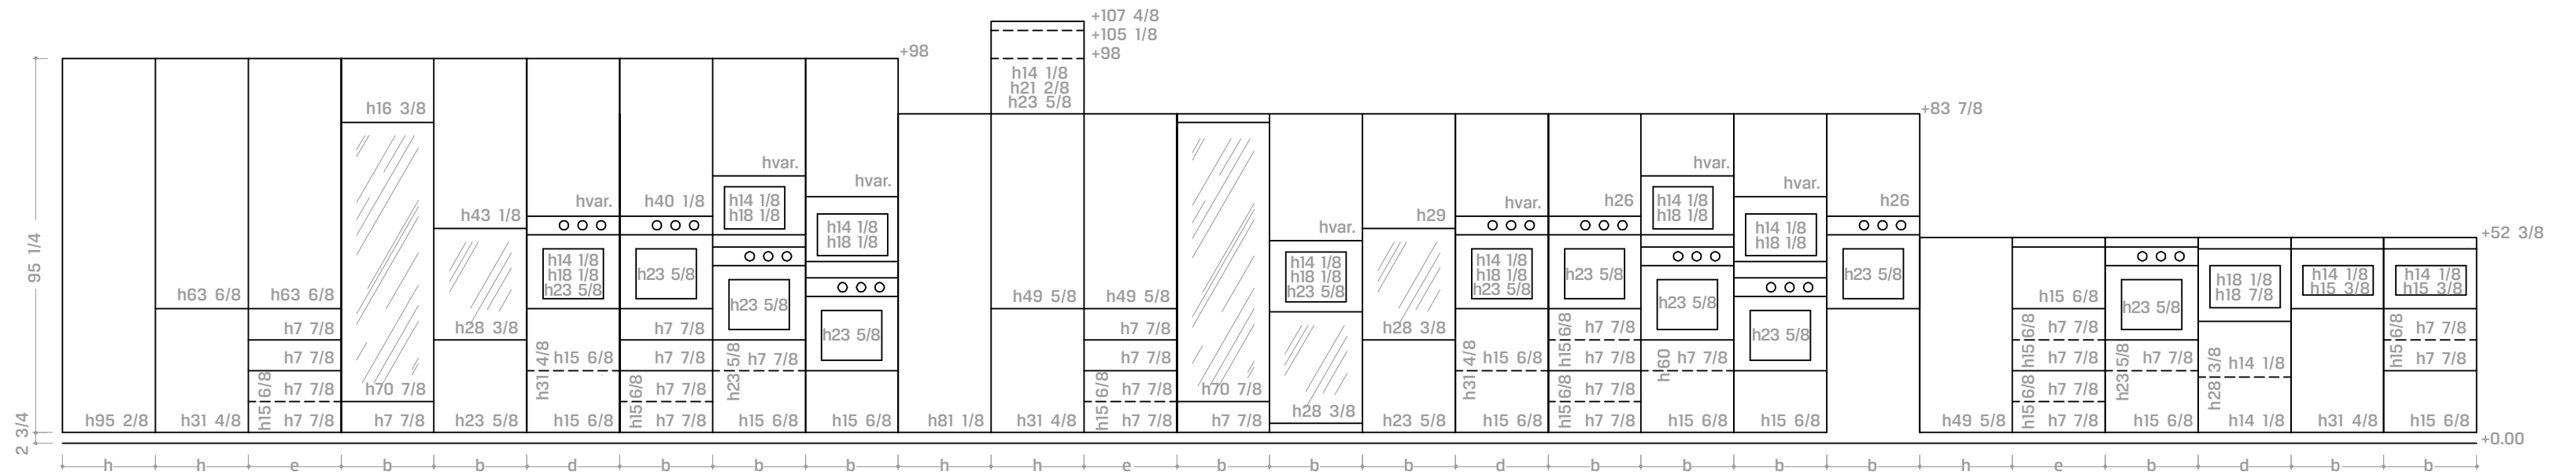 +107 4/8
+105 1/8
+98
+98
h14 1/8
h21 2/8
h23 5/8
h16 3/8
+83 7/8
hvar.
hvar.
hvar.
hvar.
h14 1/8
h18 1/8
h14 1/8
h18 1/8
hvar.
h40 1/8
hvar.
h26
h26
h43 1/8
h29
h14 1/8
h18 1/8
h14 1/8
h18 1/8
hvar.
+52 3/8
95 1/4
h14 1/8
h18 1/8
h23 5/8
h23 5/8
h14 1/8
h18 1/8
h23 5/8
h14 1/8
h18 1/8
h23 5/8
h23 5/8
h23 5/8
h18 1/8
h18 7/8
h14 1/8
h15 3/8
h14 1/8
h15 3/8
h63 6/8
h63 6/8
h23 5/8
h49 5/8
h49 5/8
h23 5/8
h15 6/8
h23 5/8
h7 7/8
h28 3/8
h7 7/8
h23 5/8
h7 7/8
h28 3/8
h15 6/8
h7 7/8
h23 5/8
h15 6/8
h7 7/8
h7 7/8
h7 7/8
h31 4/8
h15 6/8
h7 7/8
h23 5/8
h7 7/8
h7 7/8
h31 4/8
h15 6/8
h7 7/8
h60
h7 7/8
h7 7/8
h23 5/8
h7 7/8
h28 3/8
h14 1/8
h15 6/8
h7 7/8
h15 6/8
h7 7/8
h70 7/8
h15 6/8
h7 7/8
h15 6/8
h7 7/8
h70 7/8
h28 3/8
h15 6/8
h7 7/8
h15 6/8
h7 7/8
2 3/4
h95 2/8
h31 4/8
h7 7/8
h7 7/8
h23 5/8
h15 6/8
h7 7/8
h15 6/8
h15 6/8
h81 1/8
h31 4/8
h7 7/8
h7 7/8
h23 5/8
h15 6/8
h7 7/8
h15 6/8
h15 6/8
h49 5/8
h7 7/8
h15 6/8
h14 1/8
h31 4/8
h15 6/8
+0.00
h h e b b d b b b h h e b b b d b b b b h e b d b b